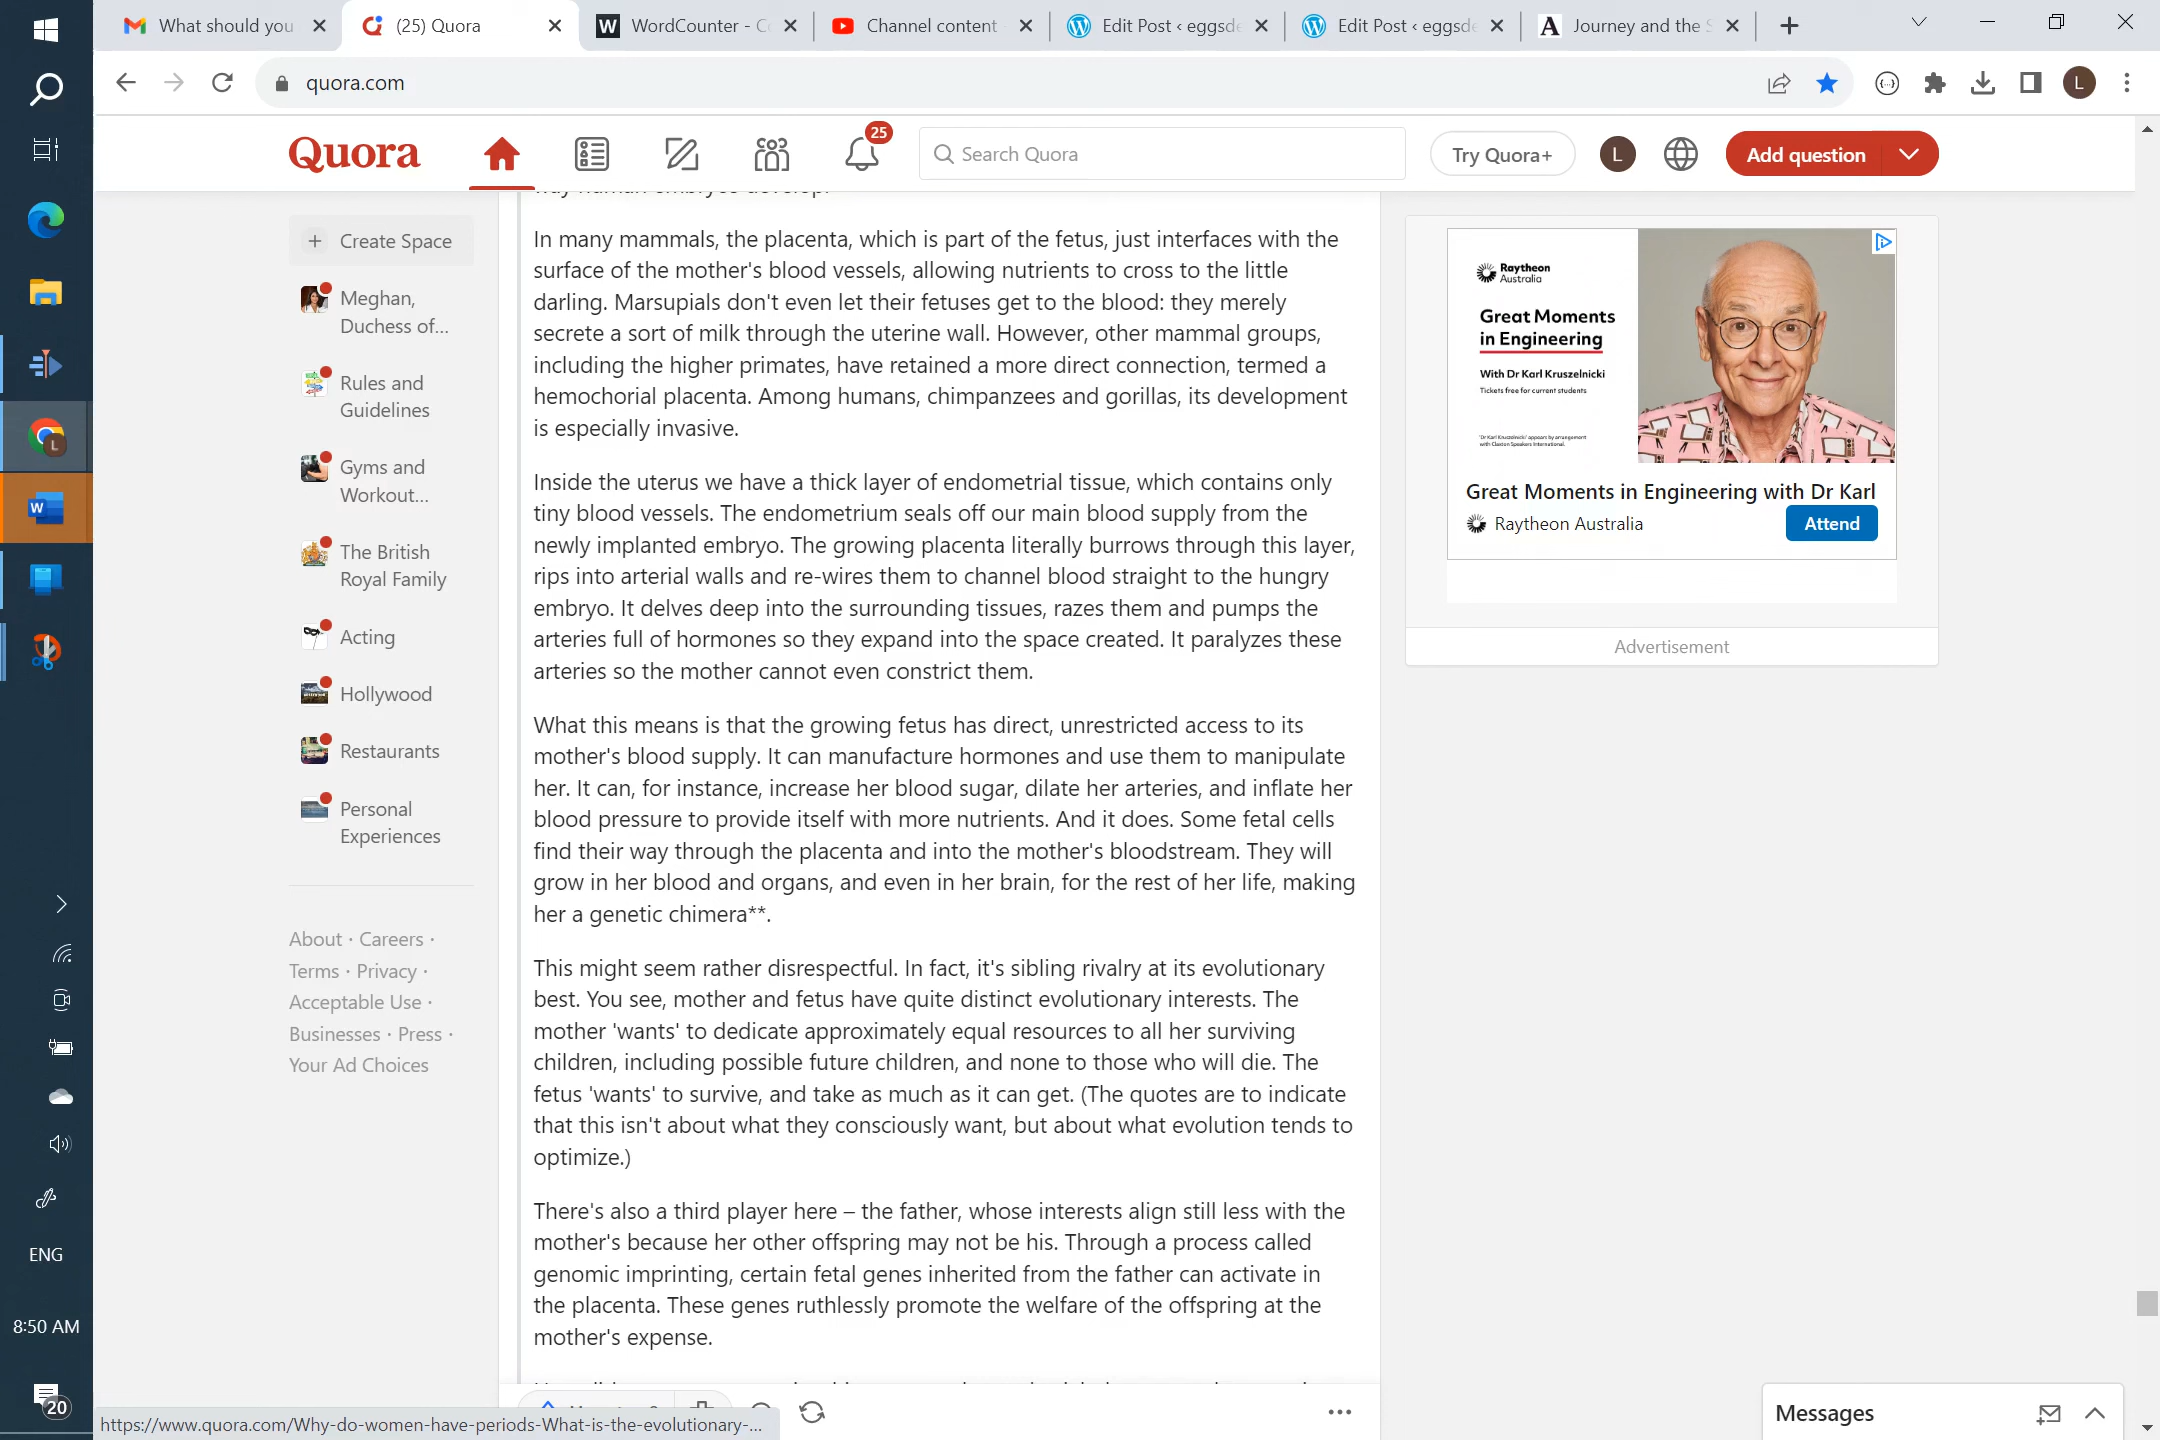 What should you
(25) Quora
WordCounter - C
Channel content
Edit Post ‹ eggsde
Edit Post ‹ eggsde
Journey and the S
quora.com
L
Quora
25
Search Quora
Try Quora+
L
Add question
Create Space
Meghan,
Duchess of...
Rules and
Guidelines
Gyms and
Workout...
The British
Royal Family
Acting
Hollywood
Restaurants
Personal
Experiences
About · Careers ·
Terms · Privacy ·
Acceptable Use ·
Businesses · Press ·
Your Ad Choices
way human embryos develop.
In many mammals, the placenta, which is part of the fetus, just interfaces with the
surface of the mother's blood vessels, allowing nutrients to cross to the little
darling. Marsupials don't even let their fetuses get to the blood: they merely
secrete a sort of milk through the uterine wall. However, other mammal groups,
including the higher primates, have retained a more direct connection, termed a
hemochorial placenta. Among humans, chimpanzees and gorillas, its development
is especially invasive.
Inside the uterus we have a thick layer of endometrial tissue, which contains only
tiny blood vessels. The endometrium seals off our main blood supply from the
newly implanted embryo. The growing placenta literally burrows through this layer,
rips into arterial walls and re-wires them to channel blood straight to the hungry
embryo. It delves deep into the surrounding tissues, razes them and pumps the
arteries full of hormones so they expand into the space created. It paralyzes these
arteries so the mother cannot even constrict them.
What this means is that the growing fetus has direct, unrestricted access to its
mother's blood supply. It can manufacture hormones and use them to manipulate
her. It can, for instance, increase her blood sugar, dilate her arteries, and inflate her
blood pressure to provide itself with more nutrients. And it does. Some fetal cells
find their way through the placenta and into the mother's bloodstream. They will
grow in her blood and organs, and even in her brain, for the rest of her life, making
her a genetic chimera**.
This might seem rather disrespectful. In fact, it's sibling rivalry at its evolutionary
best. You see, mother and fetus have quite distinct evolutionary interests. The
mother 'wants' to dedicate approximately equal resources to all her surviving
children, including possible future children, and none to those who will die. The
fetus 'wants' to survive, and take as much as it can get. (The quotes are to indicate
that this isn't about what they consciously want, but about what evolution tends to
optimize.)
There's also a third player here – the father, whose interests align still less with the
mother's because her other offspring may not be his. Through a process called
genomic imprinting, certain fetal genes inherited from the father can activate in
the placenta. These genes ruthlessly promote the welfare of the offspring at the
mother's expense.
Raytheon
Australia
Great Moments
in Engineering
With Dr Karl Kruszelnicki
Tickets free for current students
'Dr Karl Kruszelnicki' appears by arrangement
with Claxton Speakers International.
Great Moments in Engineering with Dr Karl
Raytheon Australia
Attend
Advertisement
Messages
https://www.quora.com/Why-do-women-have-periods-What-is-the-evolutionary-...
ENG
8:50 AM
20